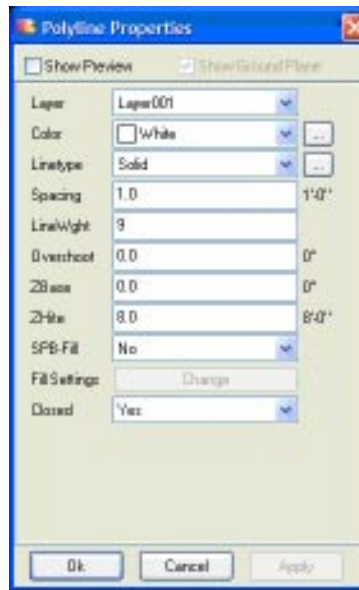 Polyline Properties
Show Preview Show Ground Plane
Layer Layer001
Color White ...
Linetype Solid ...
Spacing 1.0 1'-0"
LineWght 9
Overshoot 0.0 0"
ZBase 0.0 0"
ZHite 8.0 8'-0"
SPB-Fill No
Fill Settings Change
Closed Yes
Ok Cancel Apply